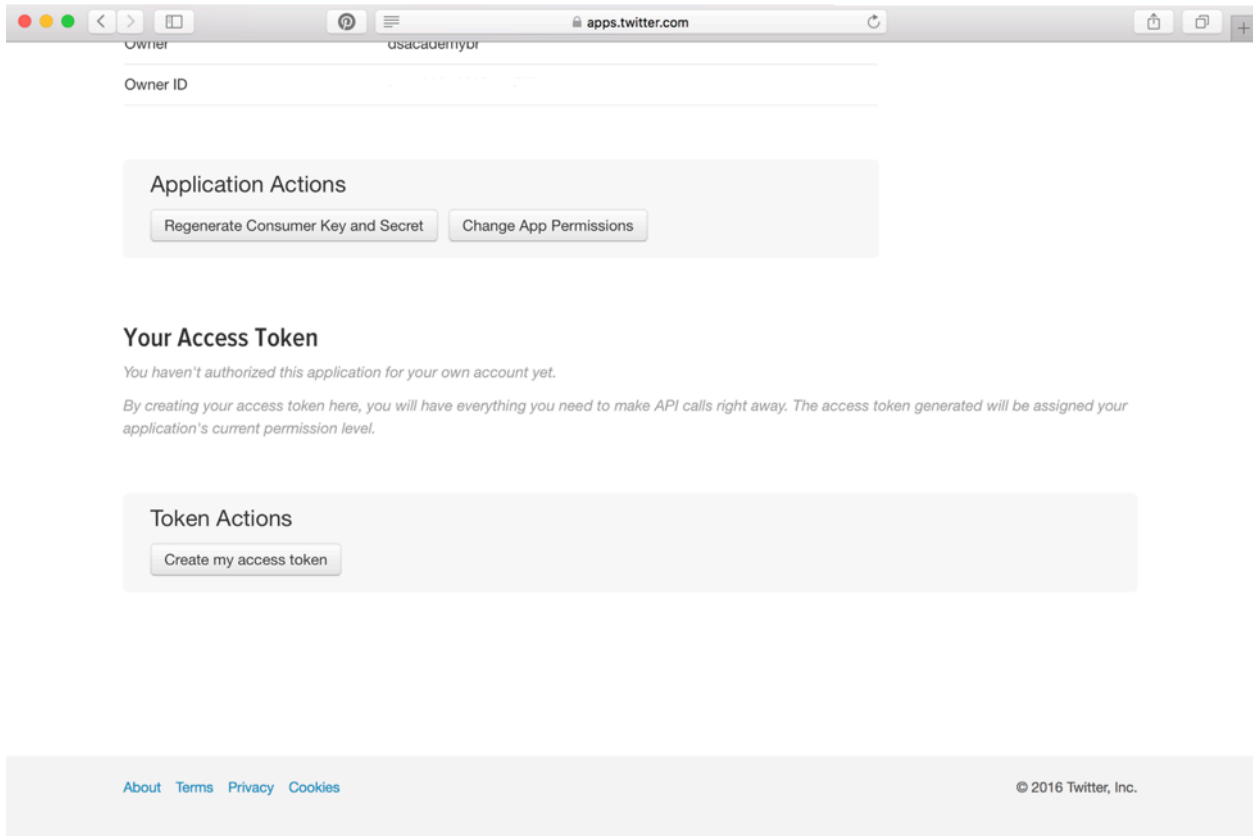 apps.twitter.com
Owner dsacademybr
Owner ID
Application Actions
Regenerate Consumer Key and Secret Change App Permissions
Your Access Token
You haven't authorized this application for your own account yet.
By creating your access token here, you will have everything you need to make API calls right away. The access token generated will be assigned your
application's current permission level.
Token Actions
Create my access token
About Terms Privacy Cookies © 2016 Twitter, Inc.